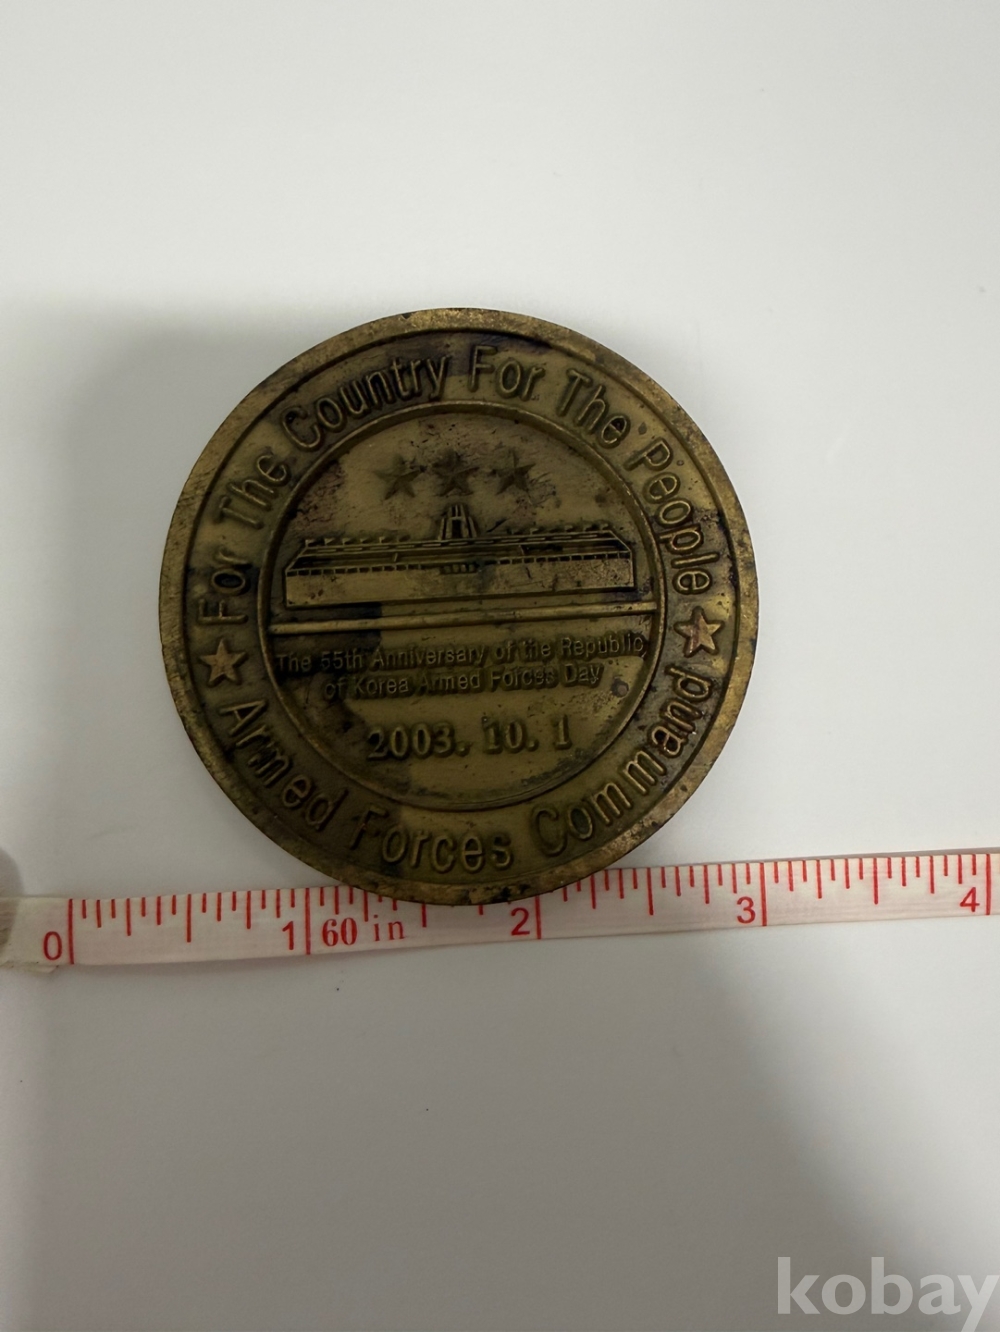 For The Country For The People
The 55th Anniversary of the Republic
of Korea Armed Forces Day
2003. 10. 1
Armed Forces Command
0 1 60 in 2 3 4
kobay